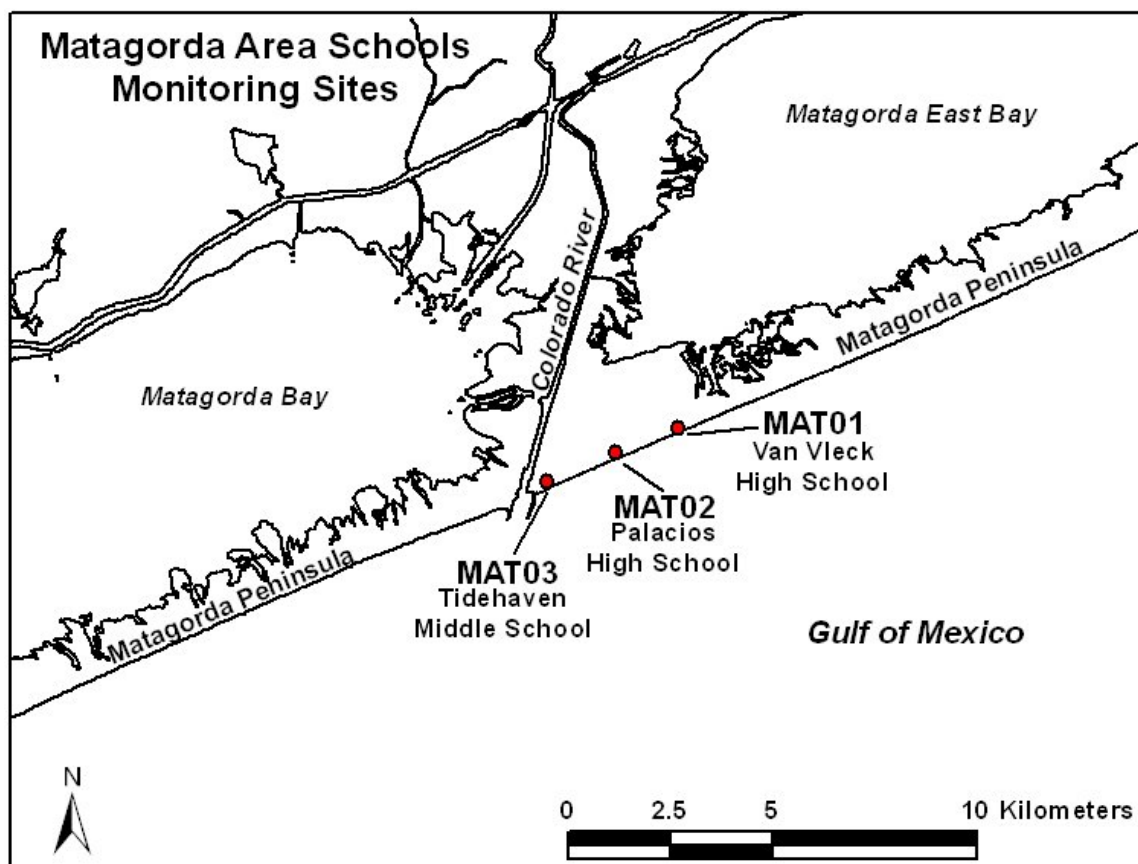 Matagorda Area Schools
Monitoring Sites
Matagorda East Bay
Colorado River
Matagorda Peninsula
Matagorda Bay
MAT01
Van Vleck
High School
MAT02
Palacios
High School
MAT03
Tidehaven
Middle School
Matagorda Peninsula
Gulf of Mexico
N
0 2.5 5 10 Kilometers